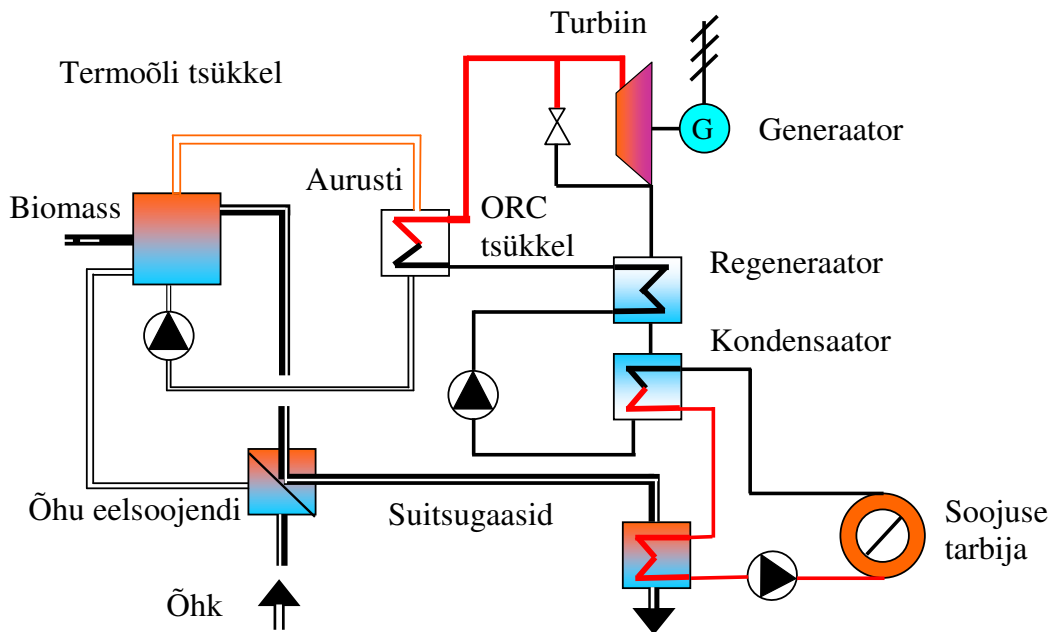 Turbiin
Termoõli tsükkel
G
Generaator
Aurusti
Biomass
ORC
tsükkel
Regeneraator
Kondensaator
Õhu eelsoojendi
Suitsugaasid
Soojuse
tarbija
Õhk